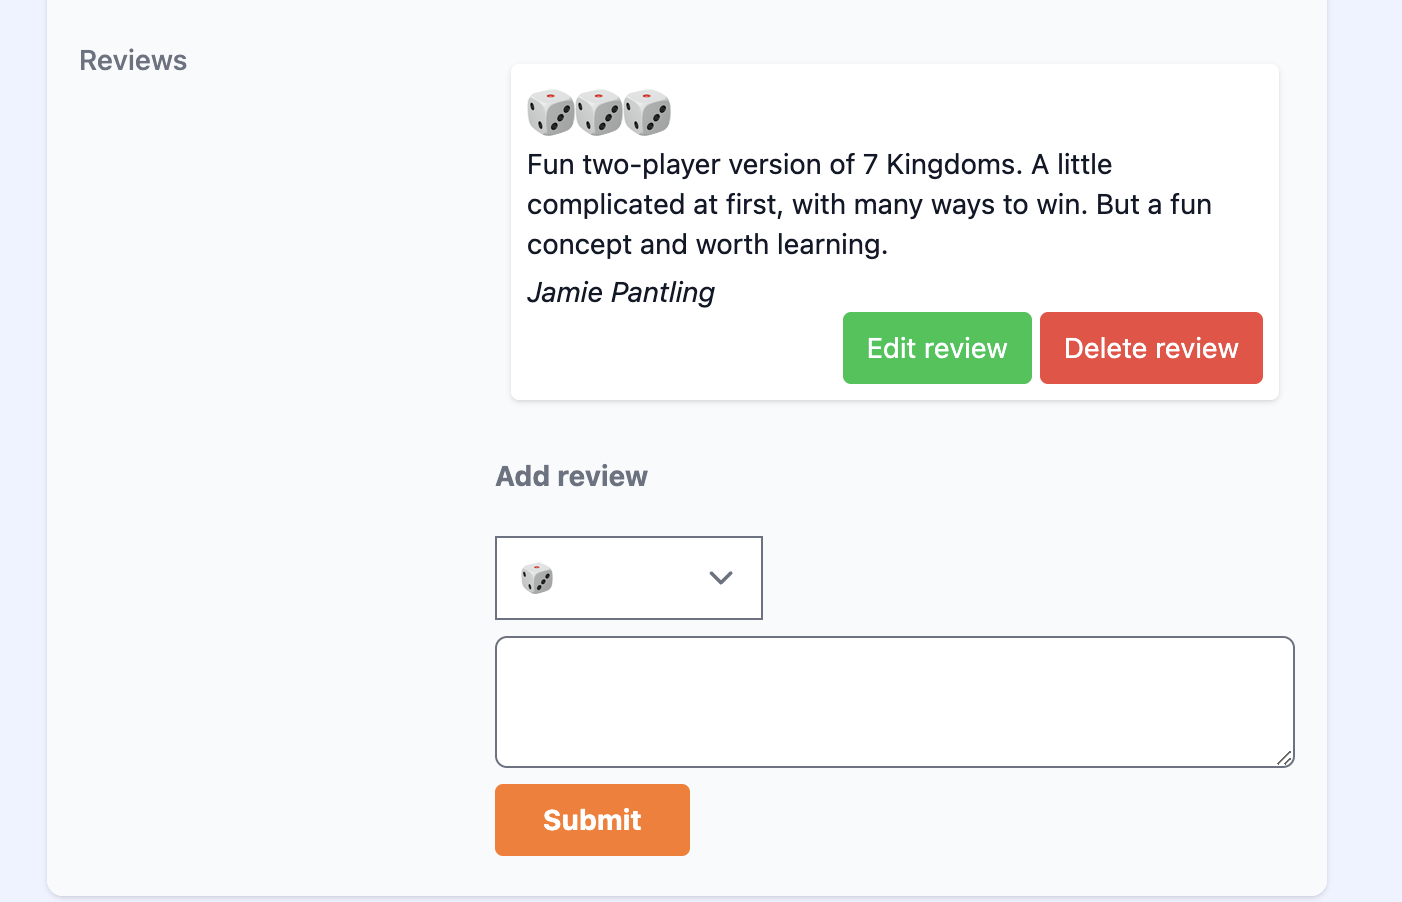 Reviews
Fun two-player version of 7 Kingdoms. A little
complicated at first, with many ways to win. But a fun
concept and worth learning.
Jamie Pantling
Edit review
Delete review
Add review
Submit